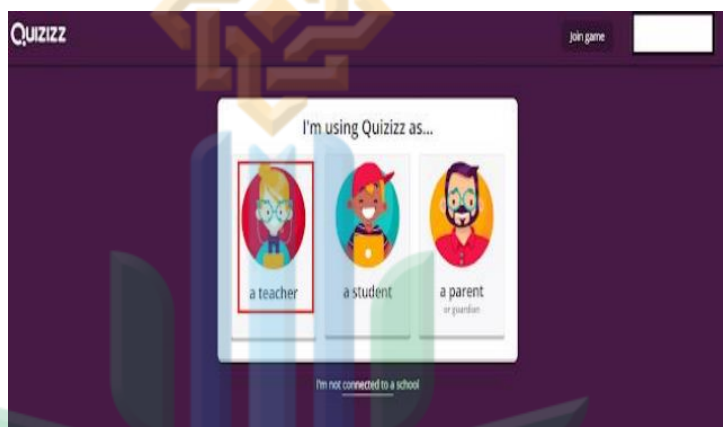 QUIZIZZ
Join game
I'm using Quizizz as...
a teacher
a student
a parent
or guardian
I'm not connected to a school